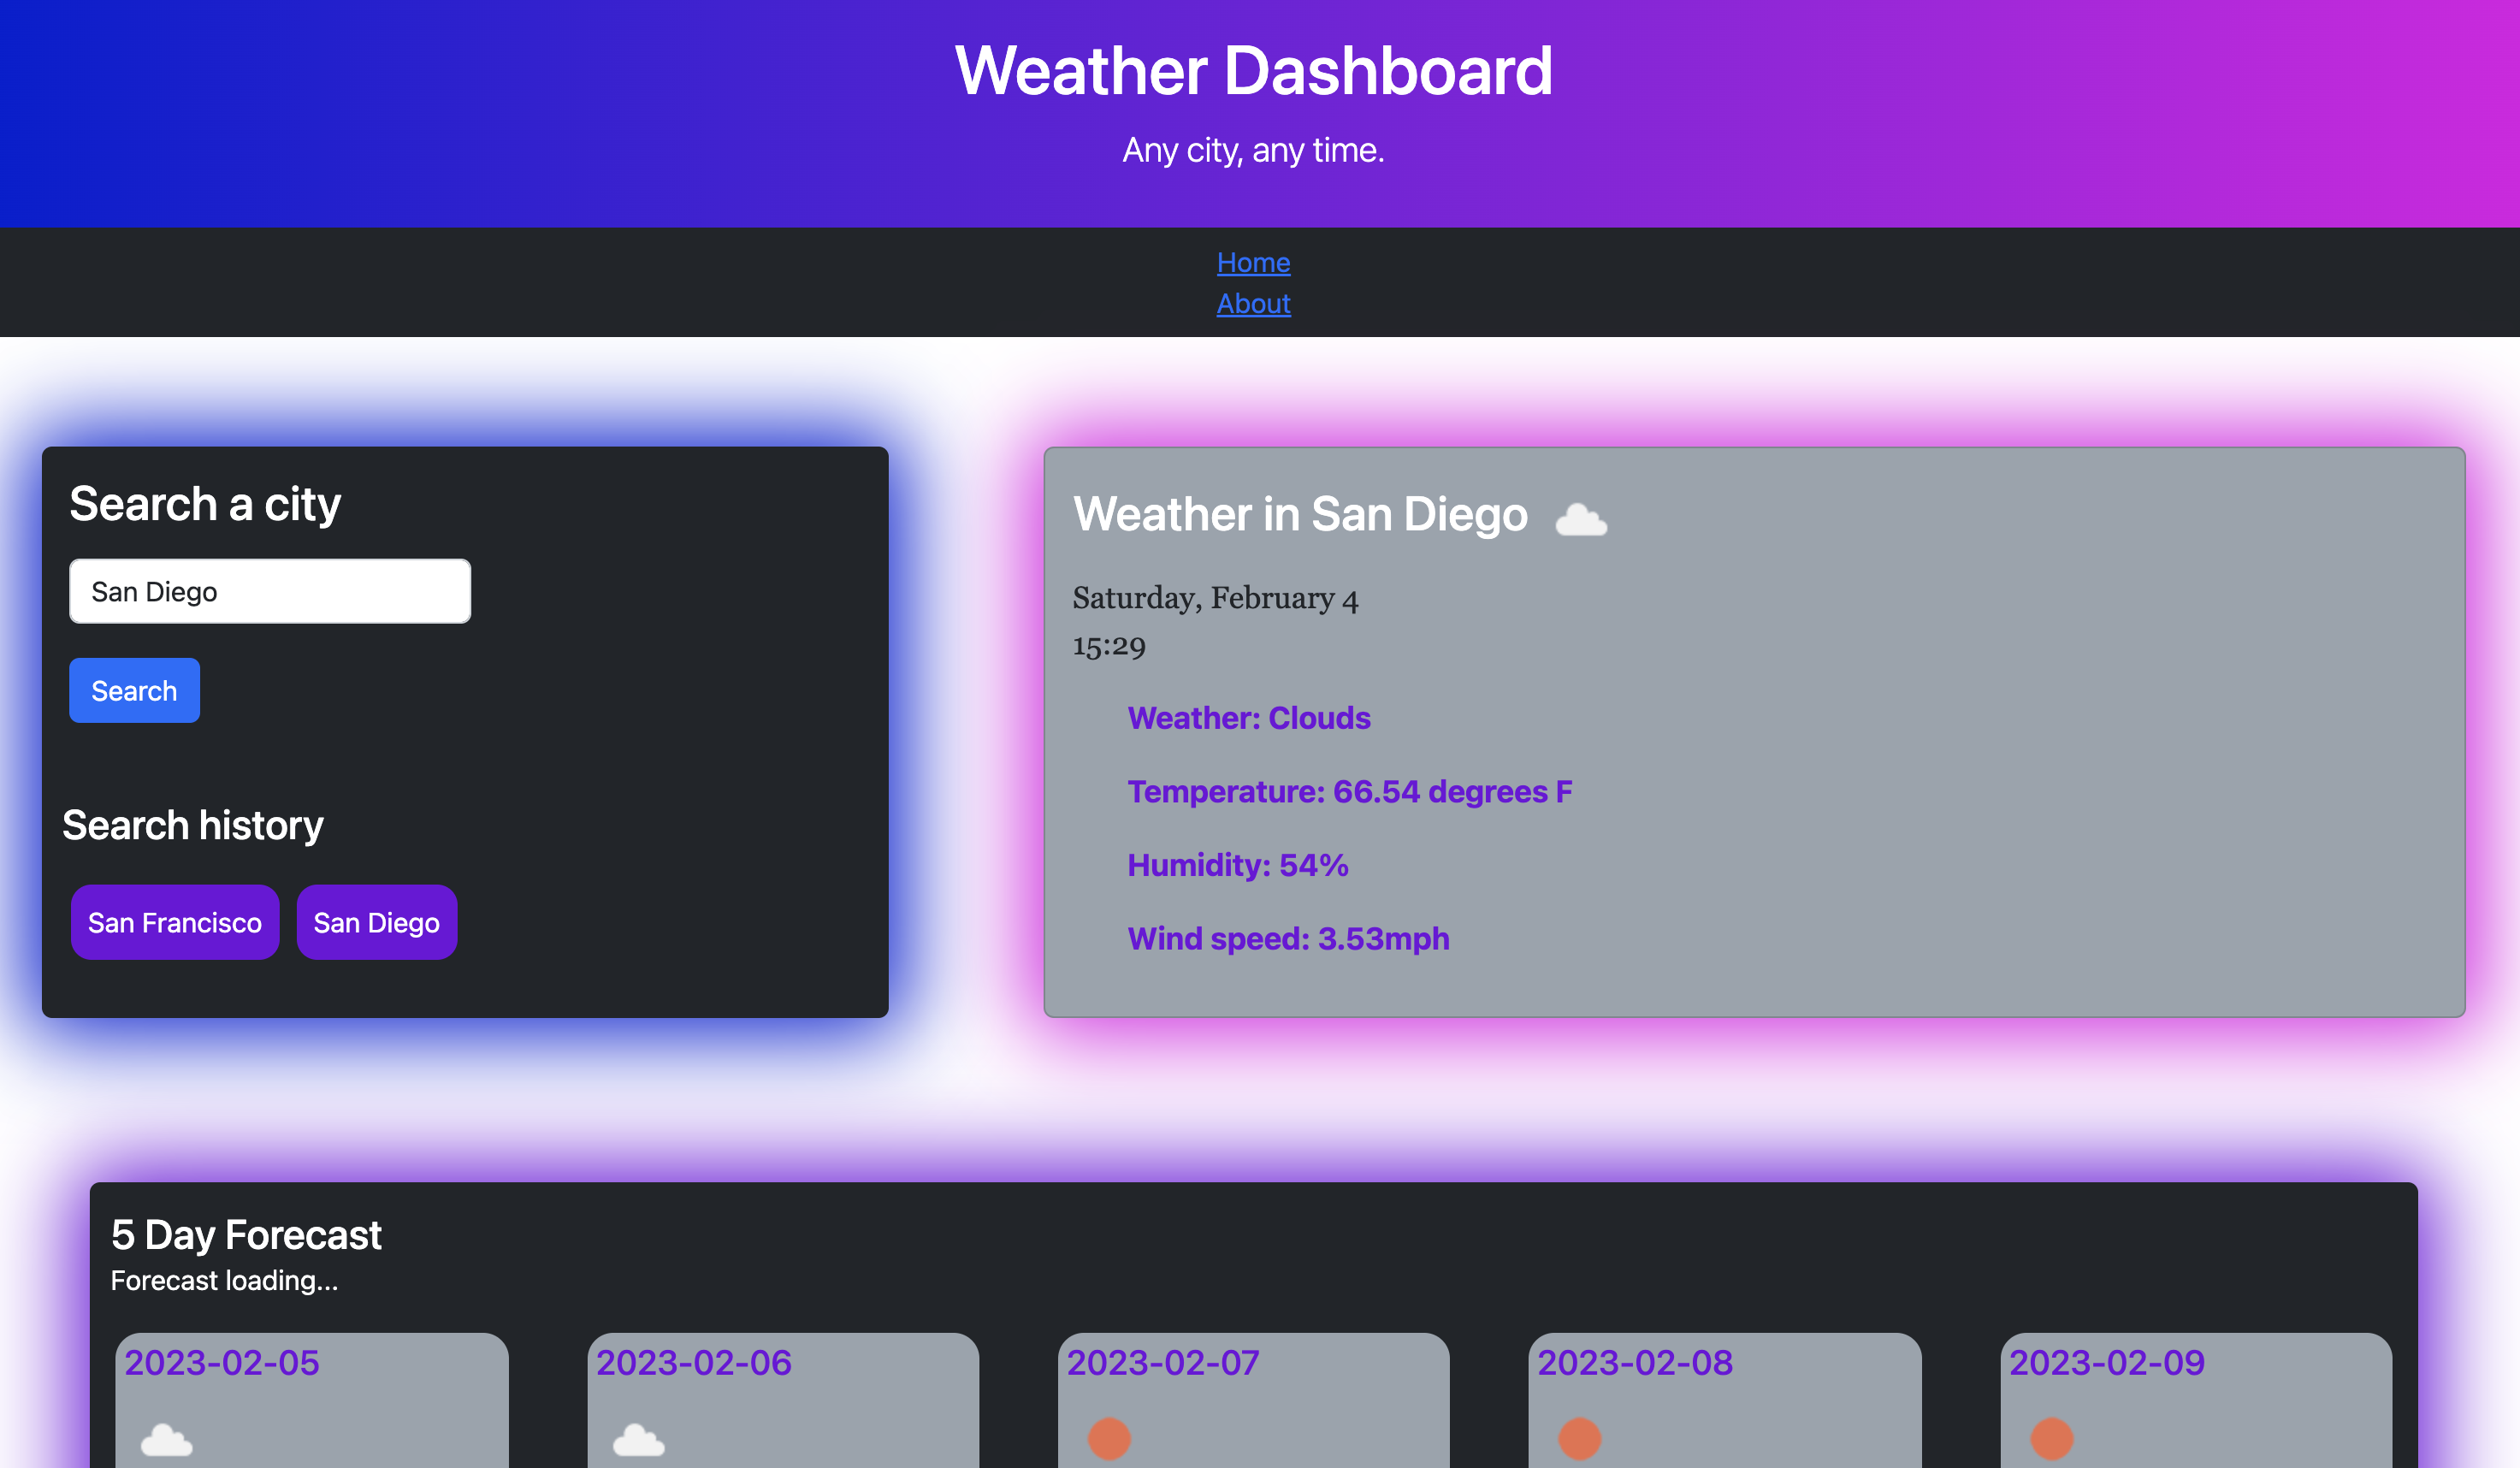 Weather Dashboard
Any city, any time.
Home
About
Search a city
San Diego
Search
Search history
San Francisco
San Diego
Weather in San Diego
Saturday, February 4
15:29
Weather: Clouds
Temperature: 66.54 degrees F
Humidity: 54%
Wind speed: 3.53mph
5 Day Forecast
Forecast loading...
2023-02-05
2023-02-06
2023-02-07
2023-02-08
2023-02-09